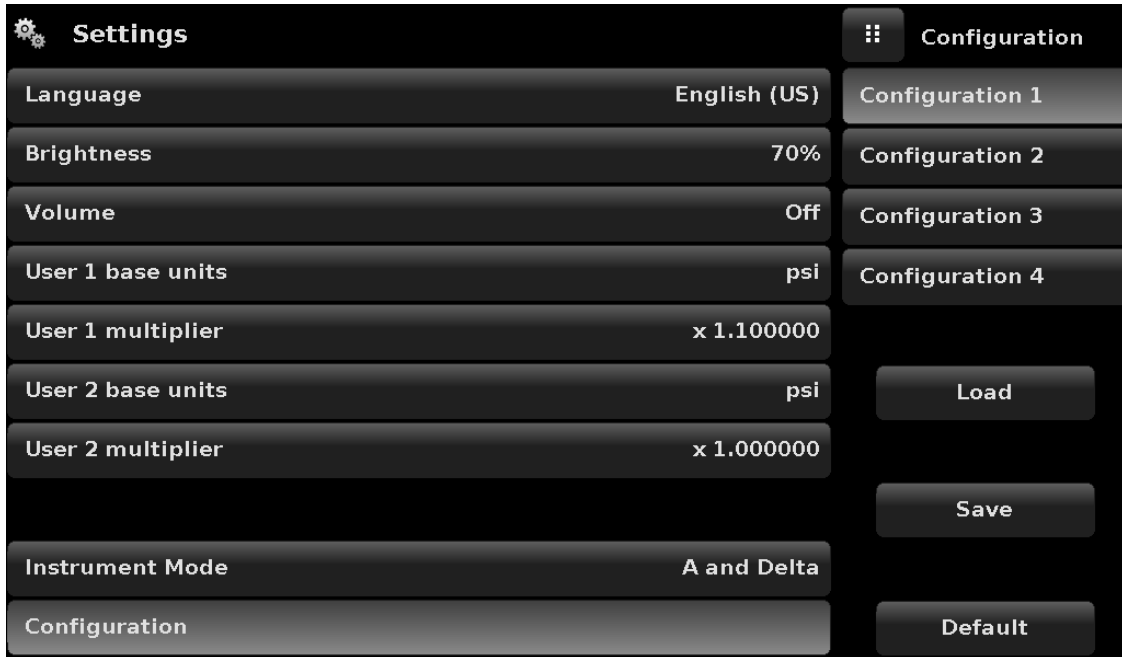 Settings
Language English (US)
Brightness 70%
Volume Off
User 1 base units psi
User 1 multiplier x 1.100000
User 2 base units psi
User 2 multiplier x 1.000000
Instrument Mode A and Delta
Configuration
Configuration
Configuration 1
Configuration 2
Configuration 3
Configuration 4
Load
Save
Default